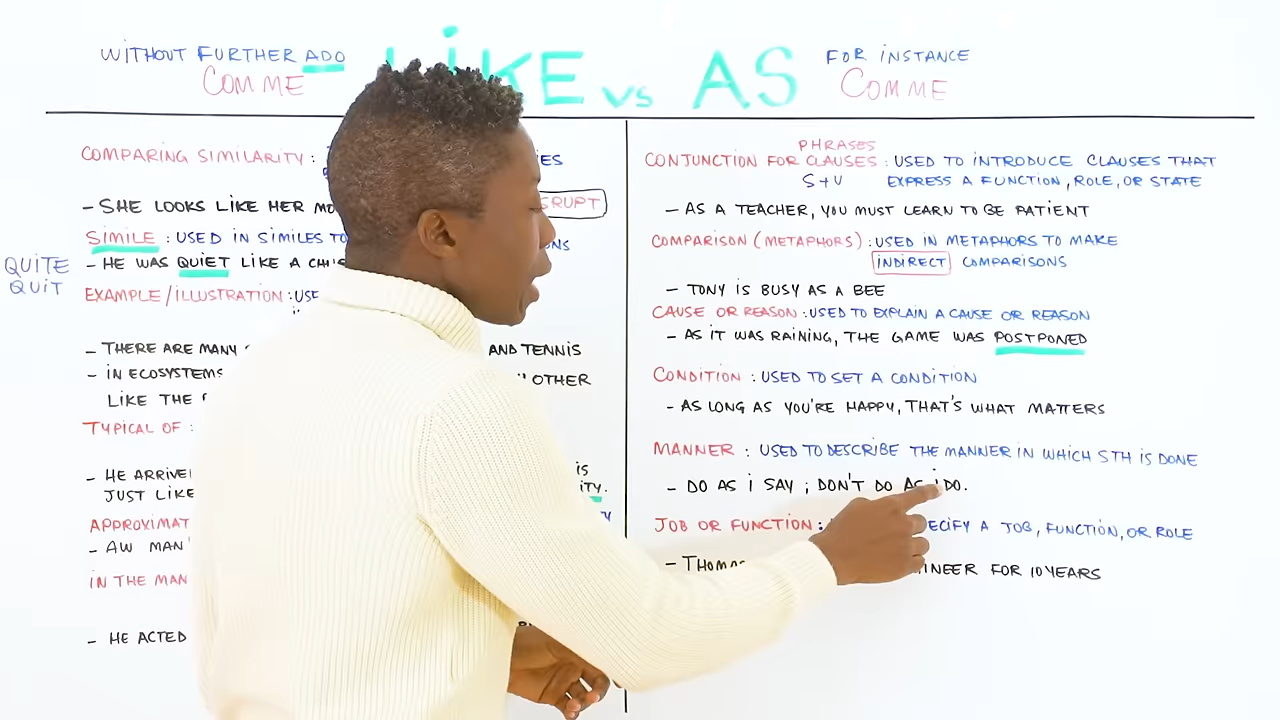 WITHOUT FURTHER ADO
COMME
LIKE vs AS
FOR INSTANCE
COMME
COMPARING SIMILARITY :
IES
- SHE LOOKS LIKE HER
SIMILE : USED IN SIMILES TO
ONS
QUITE
QUIT
- HE WAS QUIET LIKE A
EXAMPLE/ILLUSTRATION :
- THERE ARE MANY
AND TENNIS
- IN ECOSYSTEMS
OTHER
LIKE THE
TYPICAL OF :
- HE
IS
JUST LIKE
ITY.
- AW MAN
IN THE MAN
- HE ACTED
PHRASES
CONJUNCTION FOR CLAUSES : USED TO INTRODUCE CLAUSES THAT
S+V EXPRESS A FUNCTION, ROLE, OR STATE
- AS A TEACHER, YOU MUST LEARN TO BE PATIENT
COMPARISON (METAPHORS) : USED IN METAPHORS TO MAKE
INDIRECT COMPARISONS
- TONY IS BUSY AS A BEE
CAUSE OR REASON : USED TO EXPLAIN A CAUSE OR REASON
- AS IT WAS RAINING, THE GAME WAS POSTPONED
CONDITION : USED TO SET A CONDITION
- AS LONG AS YOU'RE HAPPY, THAT'S WHAT MATTERS
MANNER : USED TO DESCRIBE THE MANNER IN WHICH STH IS DONE
- DO AS I SAY ; DON'T DO AS I DO.
JOB OR FUNCTION : ECIFY A JOB, FUNCTION, OR ROLE
- INEER FOR 10 YEARS